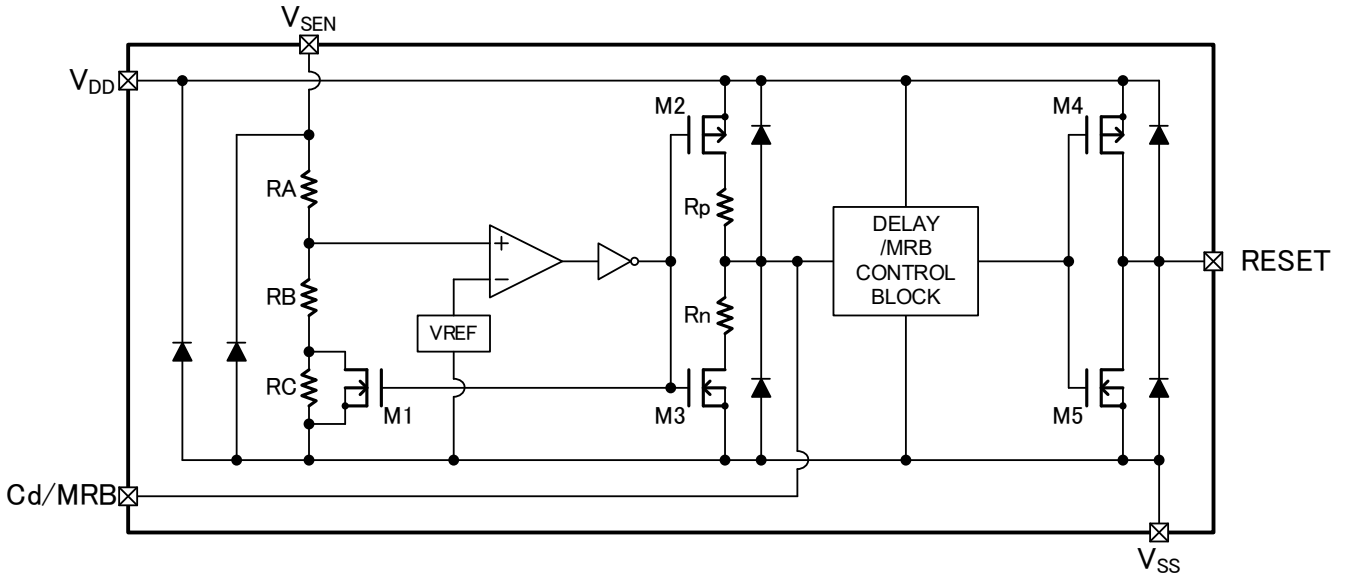 VSEN
VDD
M2
M4
RA
Rp
DELAY
/MRB
CONTROL
BLOCK
+
−
RESET
RB
Rn
VREF
RC
M1
M3
M5
Cd/MRB
VSS